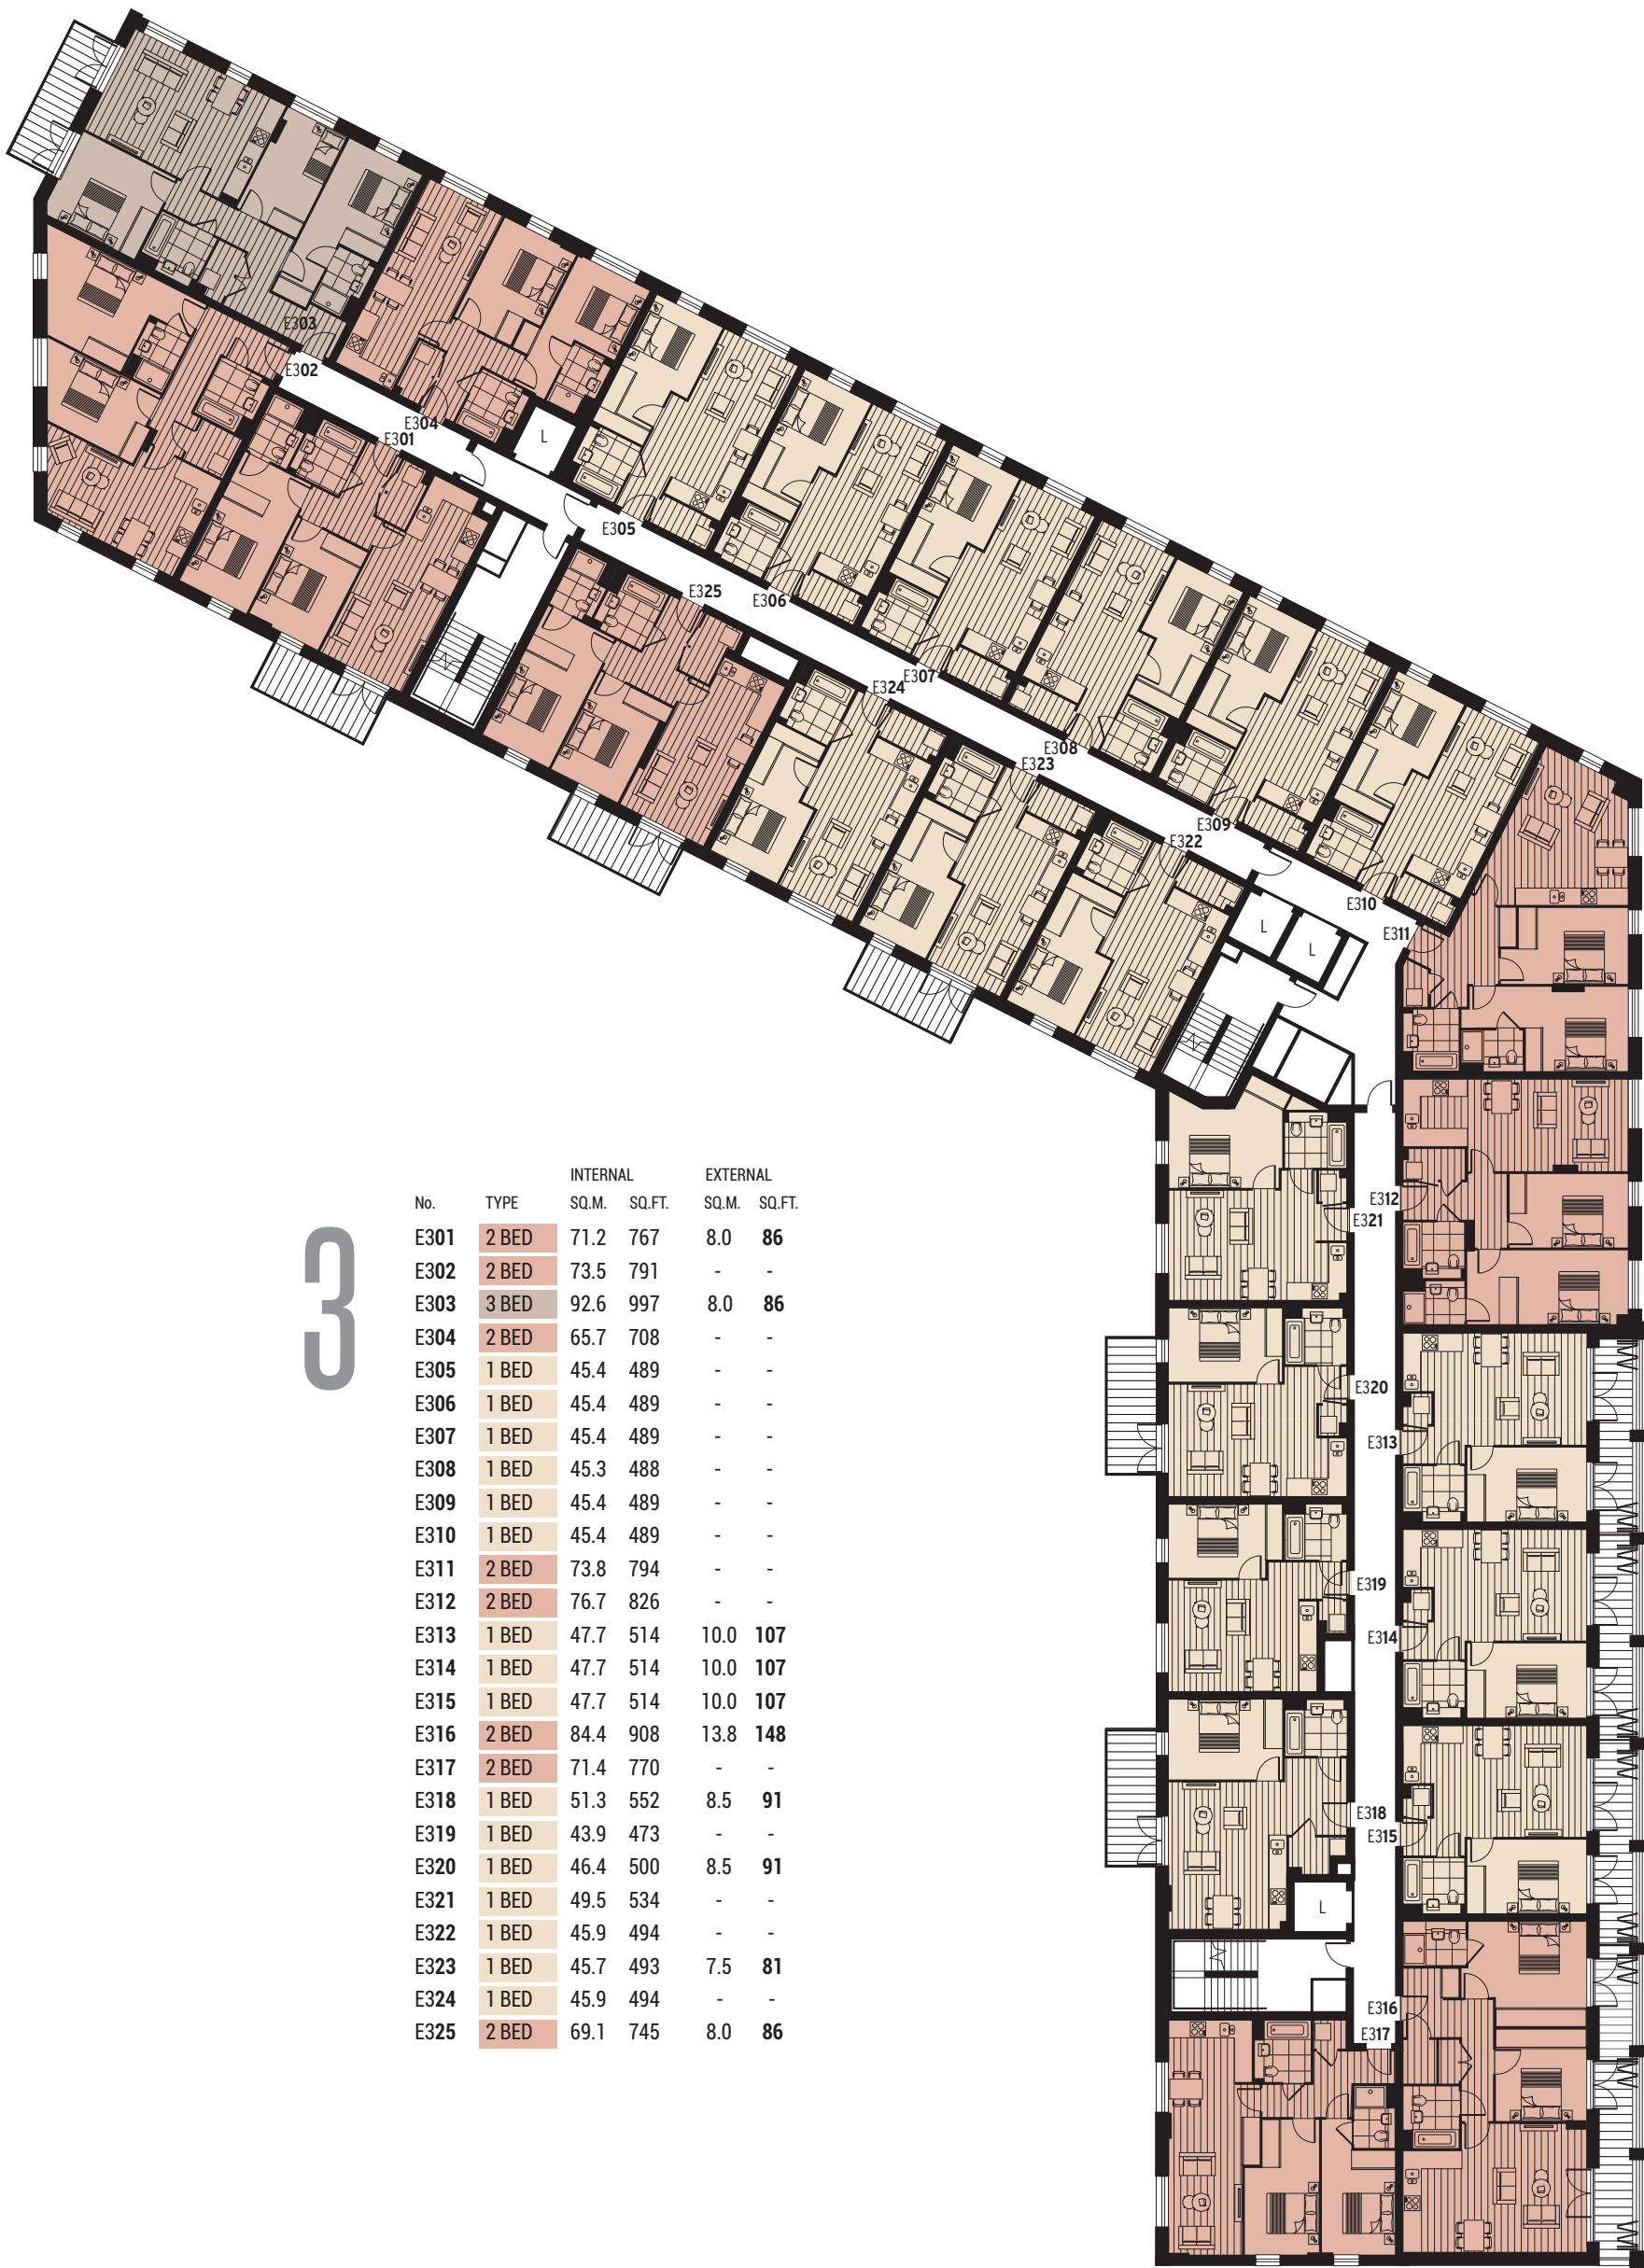 E303
E302
E304
E301
L
E305
E325
E306
E307
E324
E308
E323
E309
E322
E310
E311
L
L
E312
E321
E320
E313
E319
E314
E318
E315
L
E316
E317
3
INTERNAL EXTERNAL
No. TYPE SQ.M. SQ.FT. SQ.M. SQ.FT.
E301 2 BED 71.2 767 8.0 86
E302 2 BED 73.5 791 - -
E303 3 BED 92.6 997 8.0 86
E304 2 BED 65.7 708 - -
E305 1 BED 45.4 489 - -
E306 1 BED 45.4 489 - -
E307 1 BED 45.4 489 - -
E308 1 BED 45.3 488 - -
E309 1 BED 45.4 489 - -
E310 1 BED 45.4 489 - -
E311 2 BED 73.8 794 - -
E312 2 BED 76.7 826 - -
E313 1 BED 47.7 514 10.0 107
E314 1 BED 47.7 514 10.0 107
E315 1 BED 47.7 514 10.0 107
E316 2 BED 84.4 908 13.8 148
E317 2 BED 71.4 770 - -
E318 1 BED 51.3 552 8.5 91
E319 1 BED 43.9 473 - -
E320 1 BED 46.4 500 8.5 91
E321 1 BED 49.5 534 - -
E322 1 BED 45.9 494 - -
E323 1 BED 45.7 493 7.5 81
E324 1 BED 45.9 494 - -
E325 2 BED 69.1 745 8.0 86